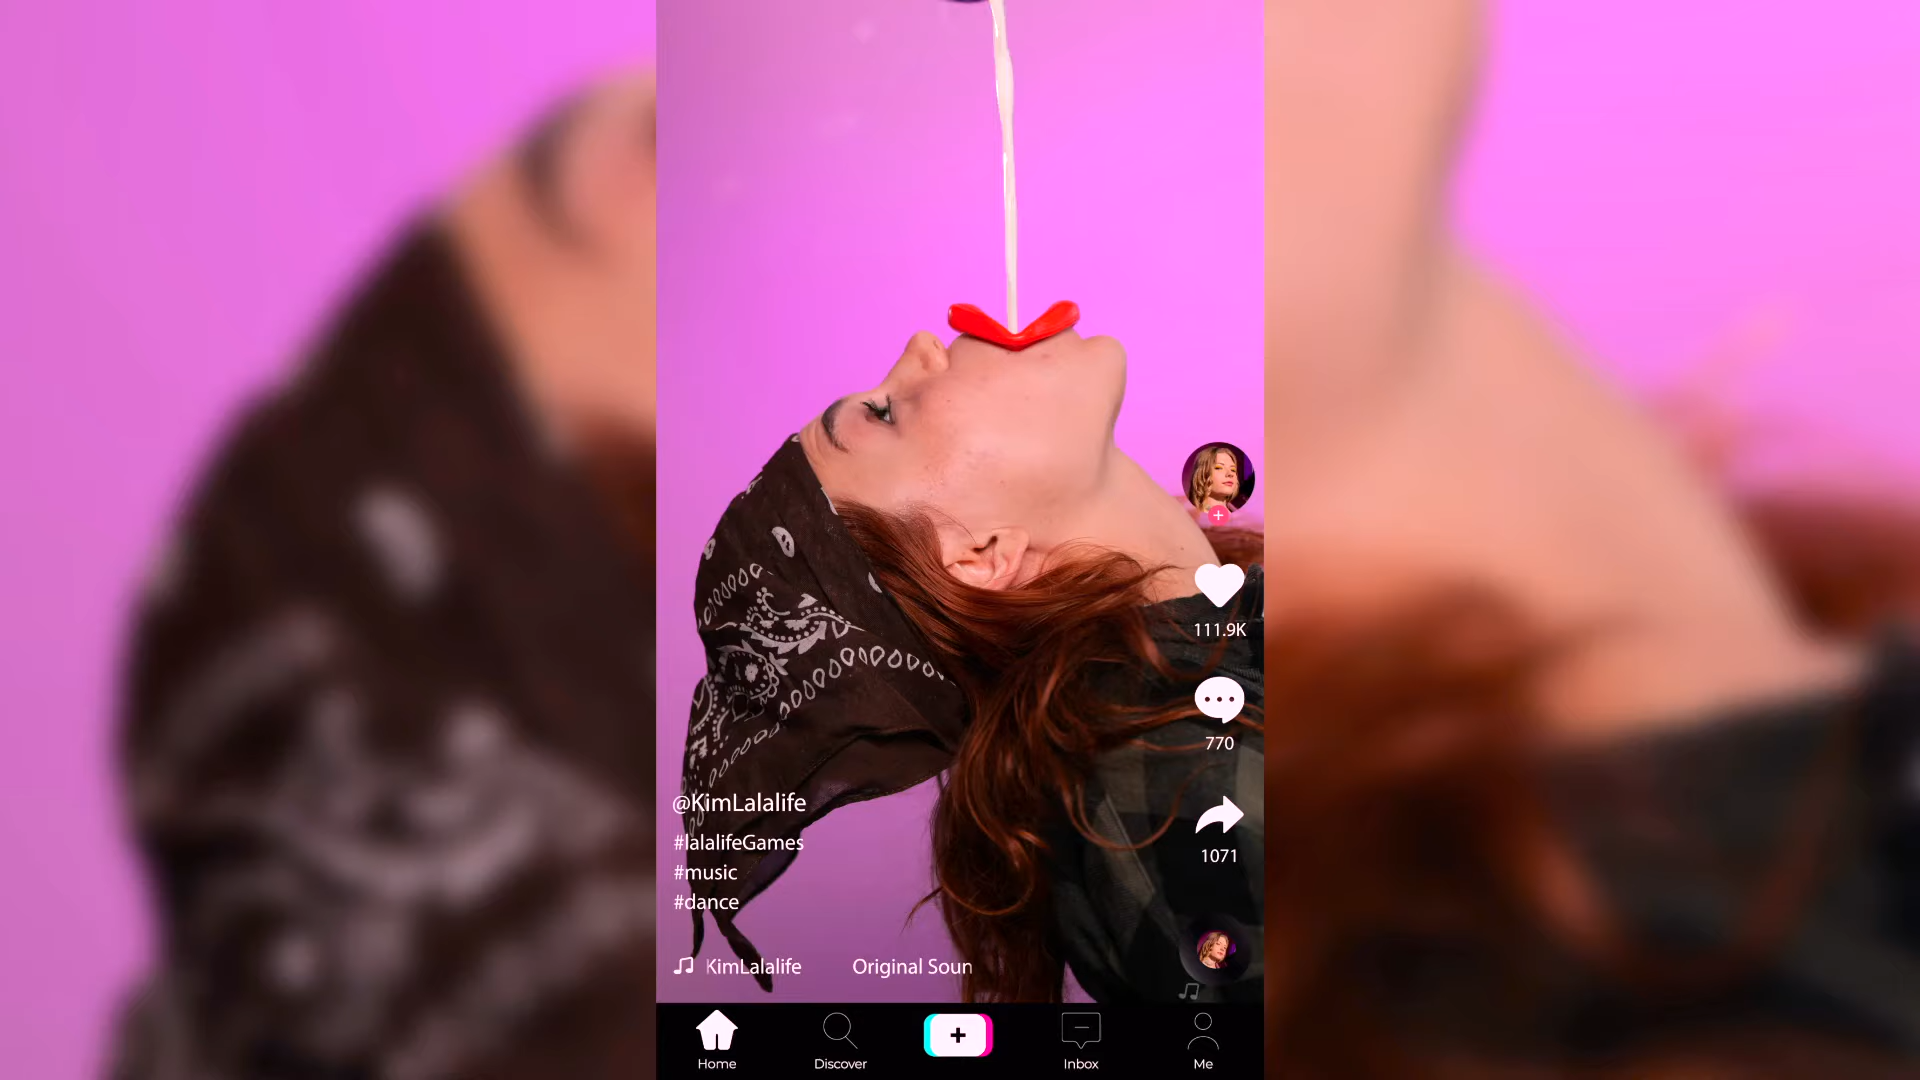 111.9K
770
1071
@KimLalalife
#lalalifeGames
#music
#dance
KimLalalife Original Soun
Home Discover Inbox Me